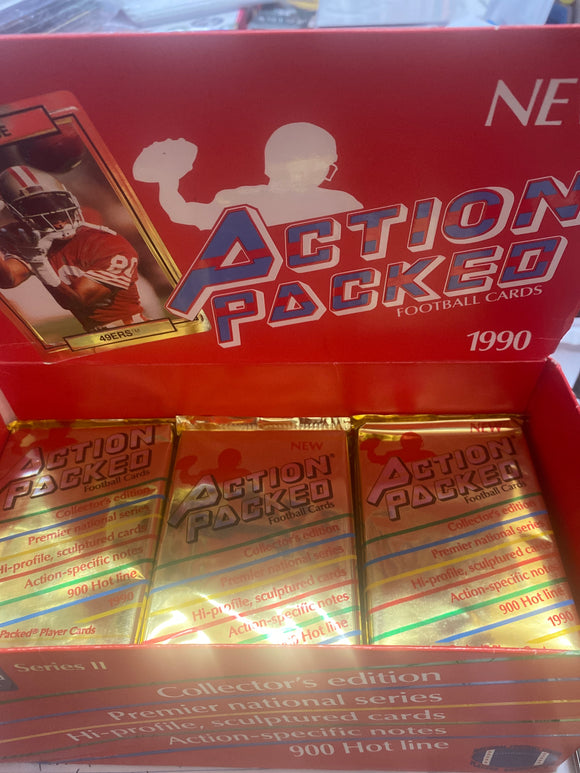 NE
ACTION
PACKED
FOOTBALL CARDS
1990
80
49ERS™
ACTION
PACKED
Football Cards
Collector's edition
Premier national series
Hi-profile, sculptured cards
Action-specific notes
900 Hot line
1990
Packed® Player Cards
NEW
ACTION
PACKED®
Football Cards
Collector's edition
Premier national series
Hi-profile, sculptured cards
Action-specific notes
900 Hot line
NEW
ACTION
PACKED®
Football Cards
Collector's edition
Premier national series
Hi-profile, sculptured cards
Action-specific notes
900 Hot line
1990
Series II
Collector's edition
Premier national series
Hi-profile, sculptured cards
Action-specific notes
900 Hot line